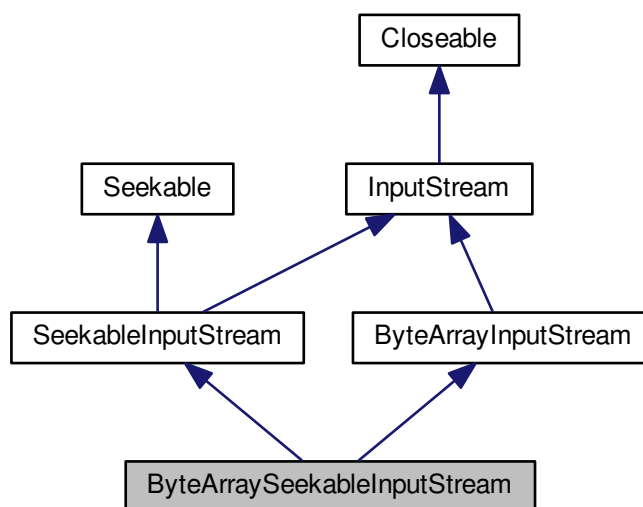 Closeable
Seekable
InputStream
SeekableInputStream
ByteArrayInputStream
ByteArraySeekableInputStream